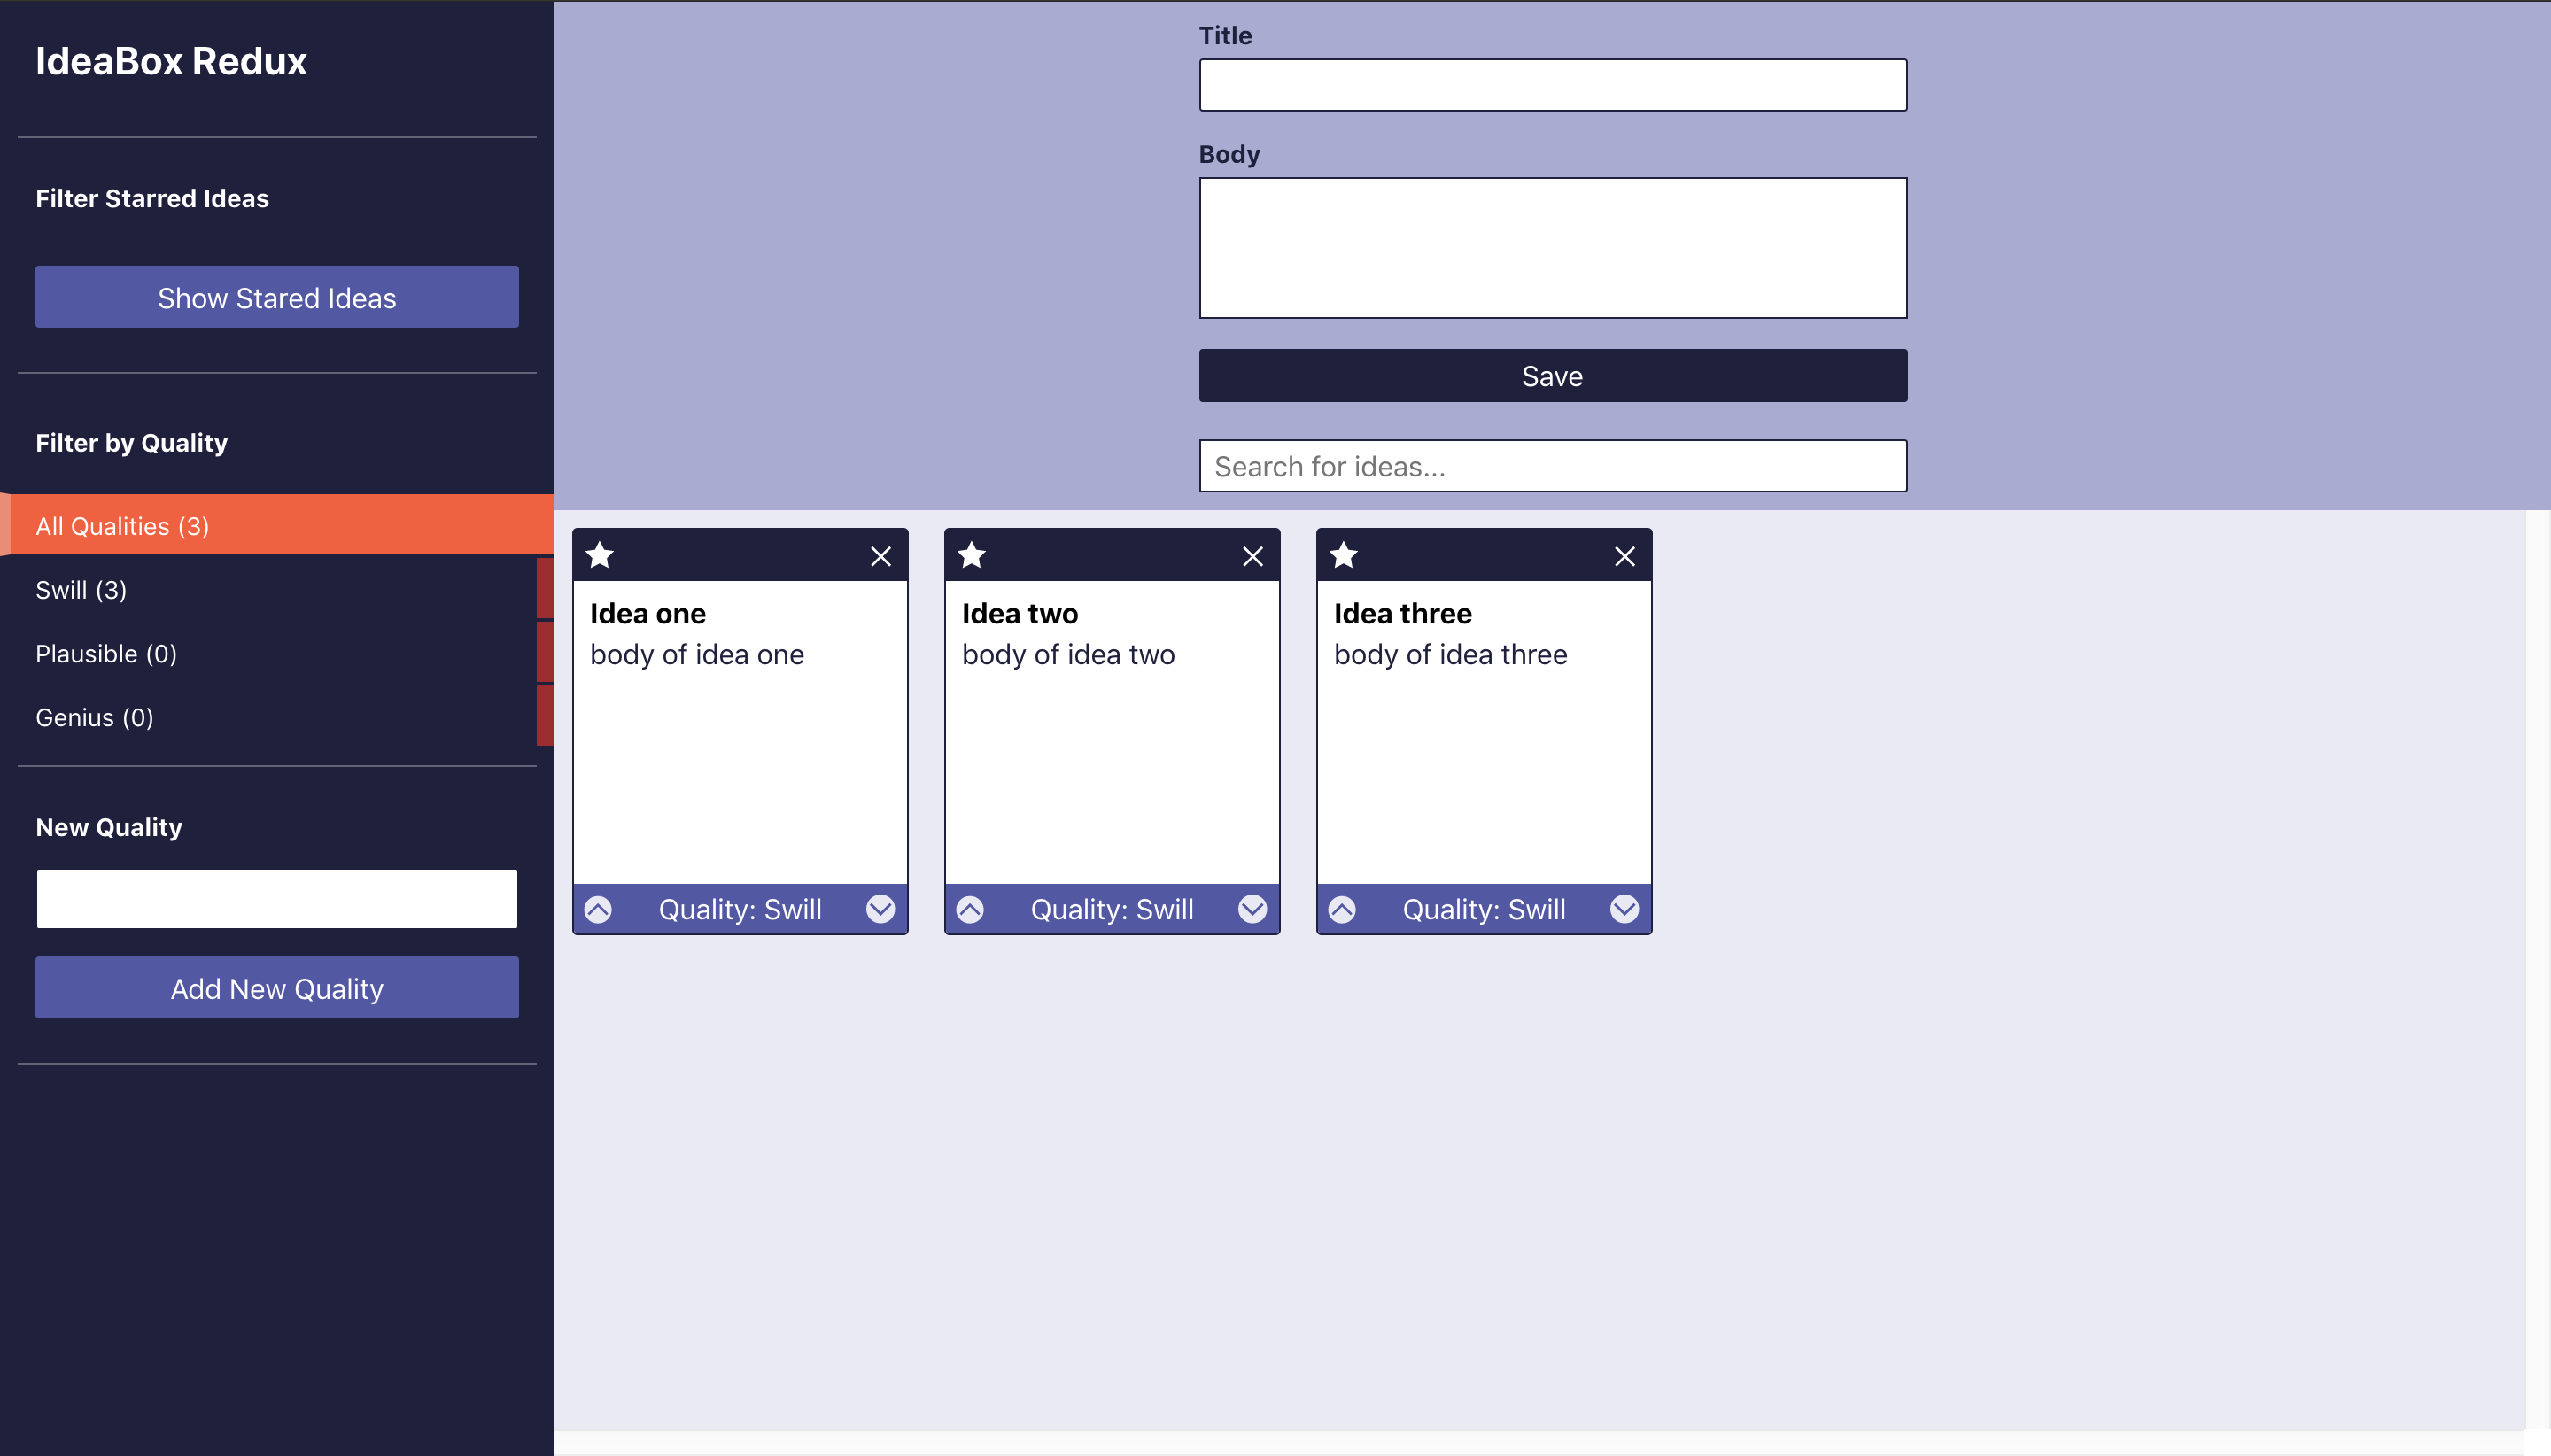 IdeaBox Redux
Filter Starred Ideas
Show Stared Ideas
Filter by Quality
All Qualities (3)
Swill (3)
Plausible (0)
Genius (0)
New Quality
Add New Quality
Title
Body
Save
Search for ideas...
Idea one
body of idea one
Quality: Swill
Idea two
body of idea two
Quality: Swill
Idea three
body of idea three
Quality: Swill